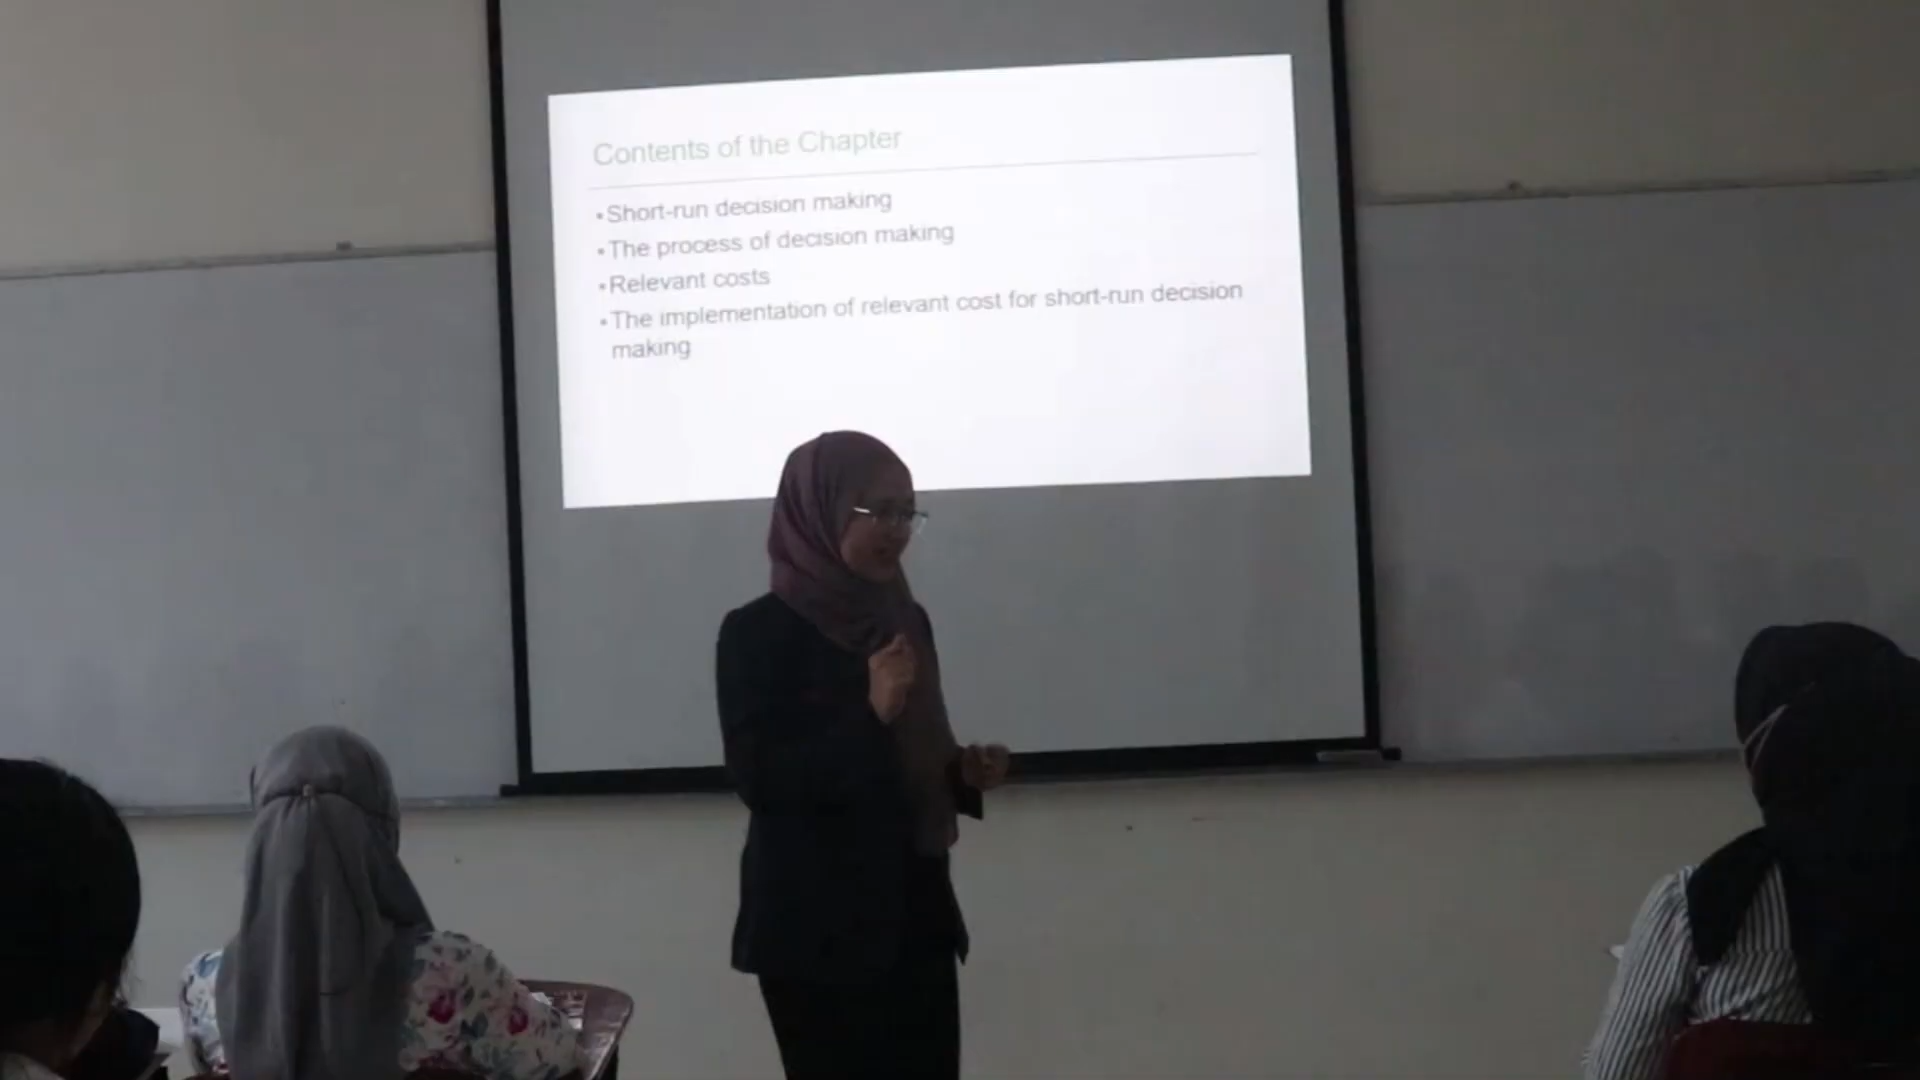 Contents of the Chapter
▪Short-run decision making
▪The process of decision making
▪Relevant costs
▪The implementation of relevant cost for short-run decision
making